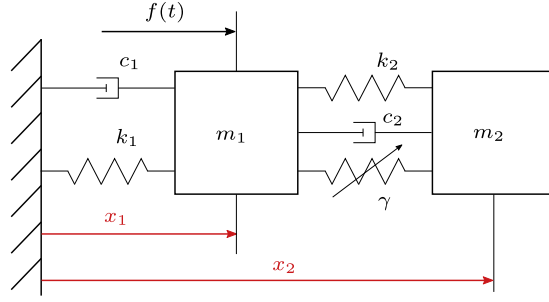 f(t)
c₁
k₂
k₁
m₁
c₂
m₂
γ
x₁
x₂